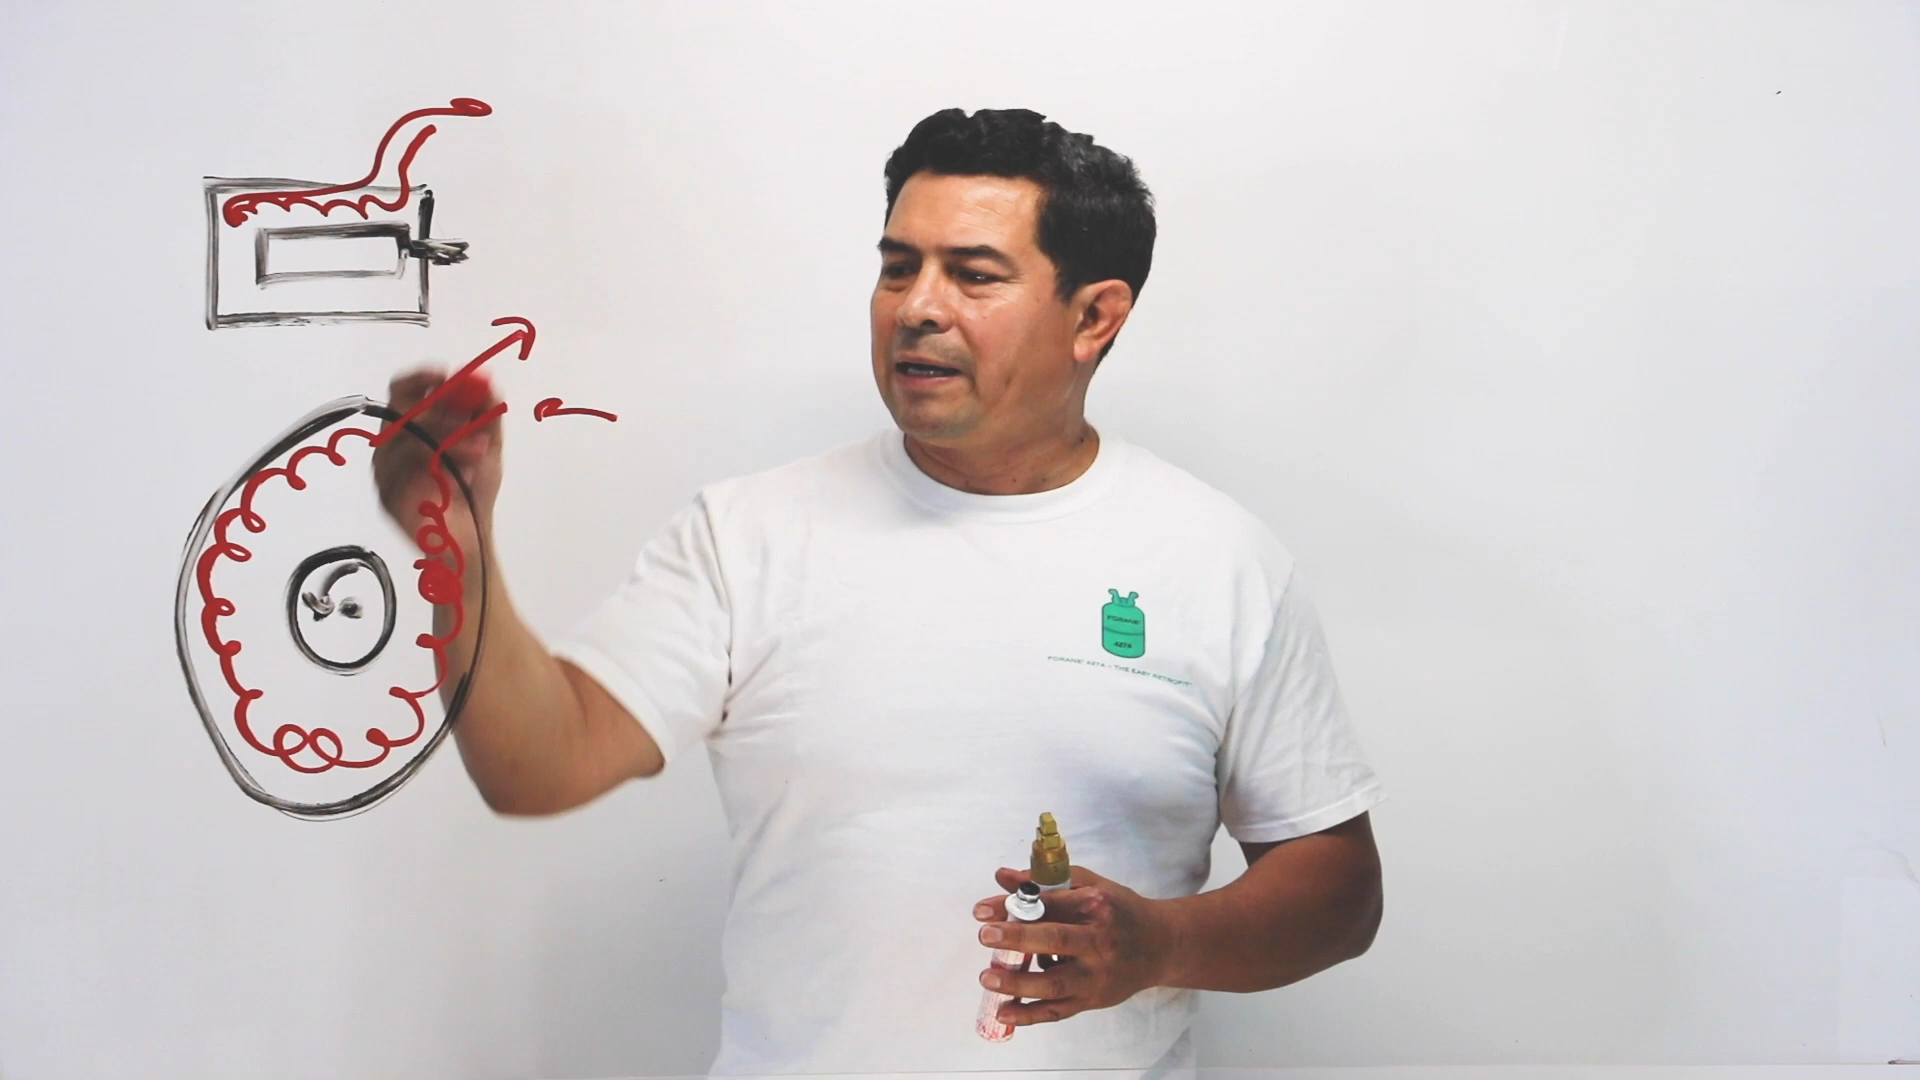 FORANE®
427A
FORANE® 427A - THE EASY RETROFIT™